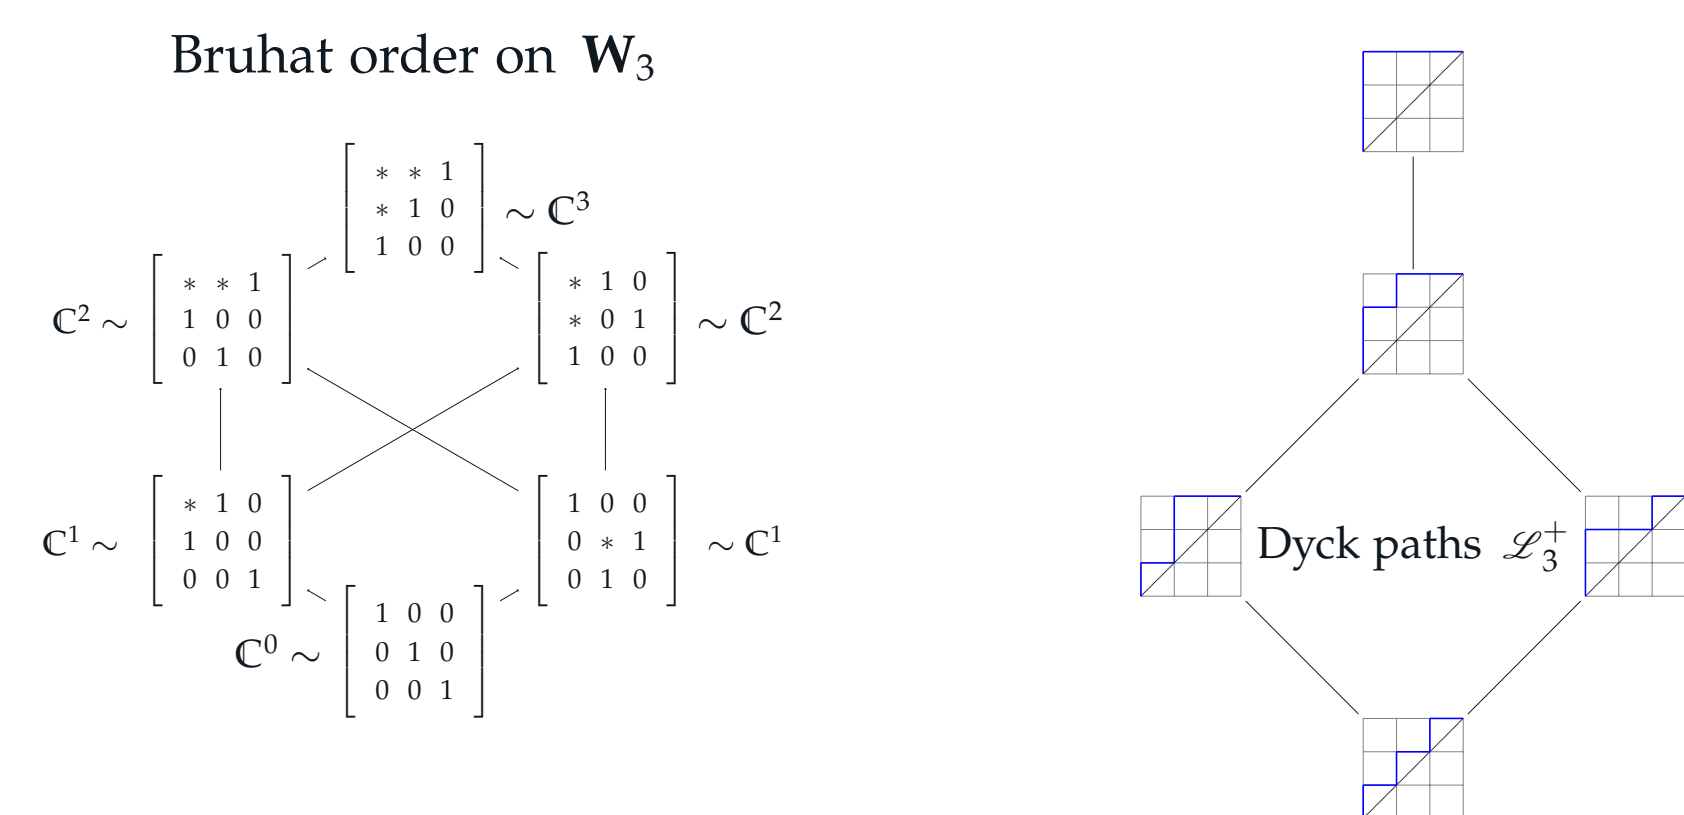 Bruhat order on W₃
∗ ∗ 1
∗ 1 0
1 0 0
∼ ℂ³
ℂ² ∼
∗ ∗ 1
1 0 0
0 1 0
∗ 1 0
∗ 0 1
1 0 0
∼ ℂ²
ℂ¹ ∼
∗ 1 0
1 0 0
0 0 1
1 0 0
0 ∗ 1
0 1 0
∼ ℂ¹
ℂ⁰ ∼
1 0 0
0 1 0
0 0 1
Dyck paths ℒ₃⁺